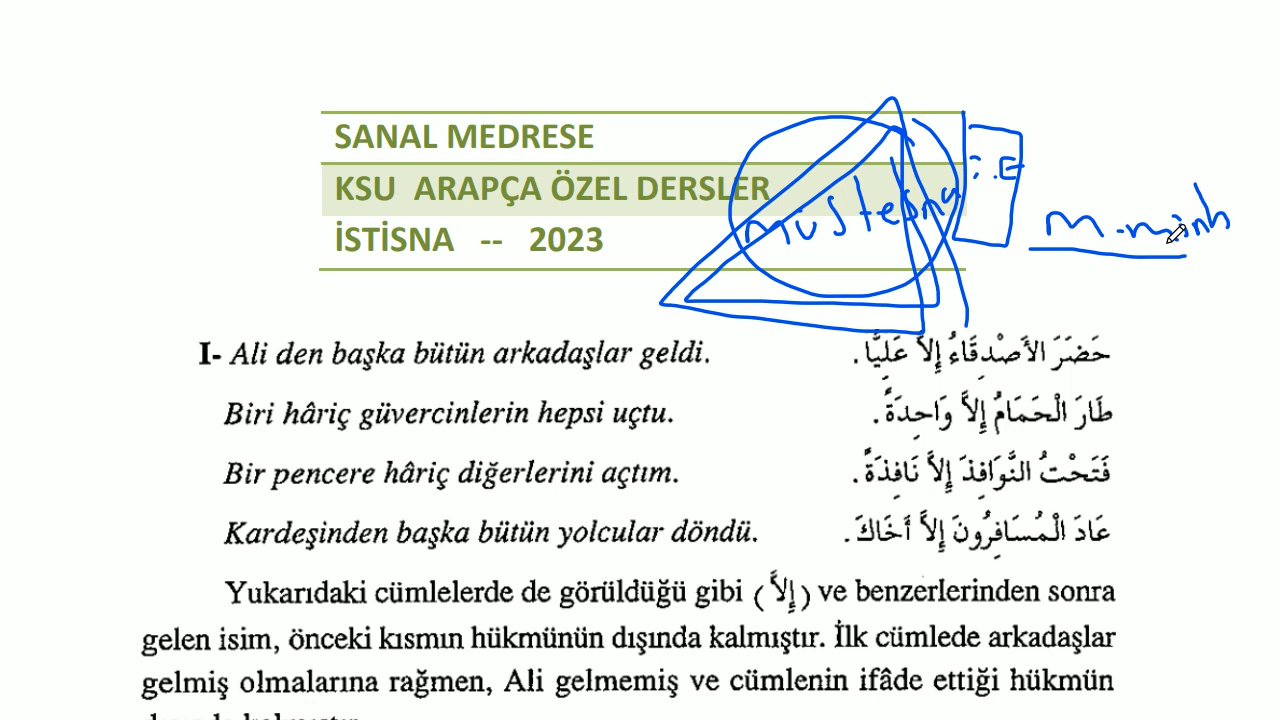 SANAL MEDRESE
KSU ARAPÇA ÖZEL DERSLER
İSTİSNA -- 2023
müstesna
İ.E
m.minh
I- Ali den başka bütün arkadaşlar geldi. حَضَرَ الأَصْدِقَاءُ إِلاَّ عَلِيًّا.
Biri hâriç güvercinlerin hepsi uçtu. طَارَ الْحَمَامُ إِلاَّ وَاحِدَةً.
Bir pencere hâriç diğerlerini açtım. فَتَحْتُ النَّوَافِذَ إِلاَّ نَافِذَةً.
Kardeşinden başka bütün yolcular döndü. عَادَ الْمُسَافِرُونَ إِلاَّ أَخَاكَ.
Yukarıdaki cümlelerde de görüldüğü gibi (إِلاَّ) ve benzerlerinden sonra
gelen isim, önceki kısmın hükmünün dışında kalmıştır. İlk cümlede arkadaşlar
gelmiş olmalarına rağmen, Ali gelmemiş ve cümlenin ifâde ettiği hükmün